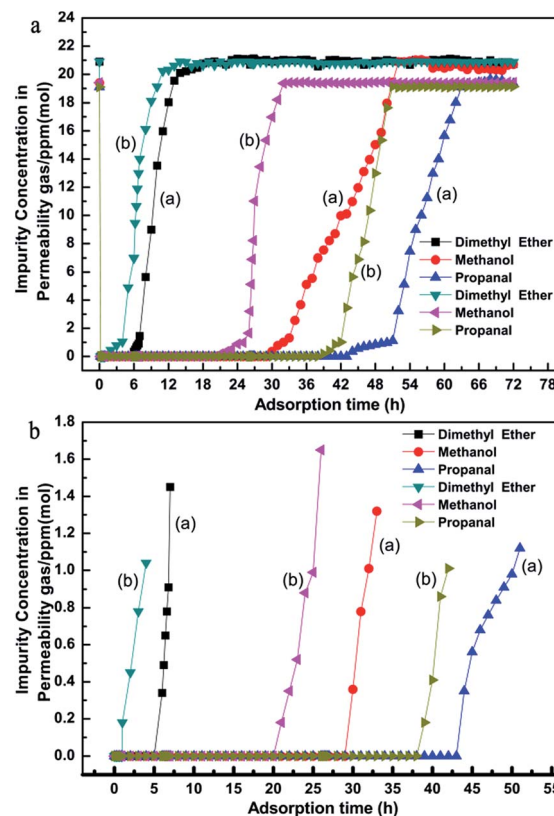 a
Impurity Concentration in
Permeability gas/ppm(mol)
24
22
20
18
16
14
12
10
8
6
4
2
0
(b)
(a)
(b)
(a)
(b)
(a)
Dimethyl Ether
Methanol
Propanal
Dimethyl Ether
Methanol
Propanal
0 6 12 18 24 30 36 42 48 54 60 66 72 78
Adsorption time (h)
b
Impurity Concentration in
Permeability gas/ppm(mol)
1.8
1.6
1.4
1.2
1.0
0.8
0.6
0.4
0.2
0.0
(b)
(a)
(b)
(a)
(b)
(a)
Dimethyl Ether
Methanol
Propanal
Dimethyl Ether
Methanol
Propanal
0 5 10 15 20 25 30 35 40 45 50 55
Adsorption time (h)